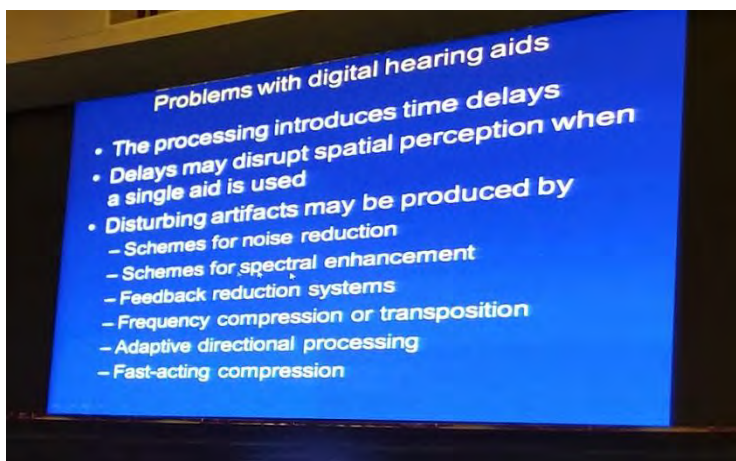 Problems with digital hearing aids
• The processing introduces time delays
• Delays may disrupt spatial perception when
a single aid is used
• Disturbing artifacts may be produced by
– Schemes for noise reduction
– Schemes for spectral enhancement
– Feedback reduction systems
– Frequency compression or transposition
– Adaptive directional processing
– Fast-acting compression